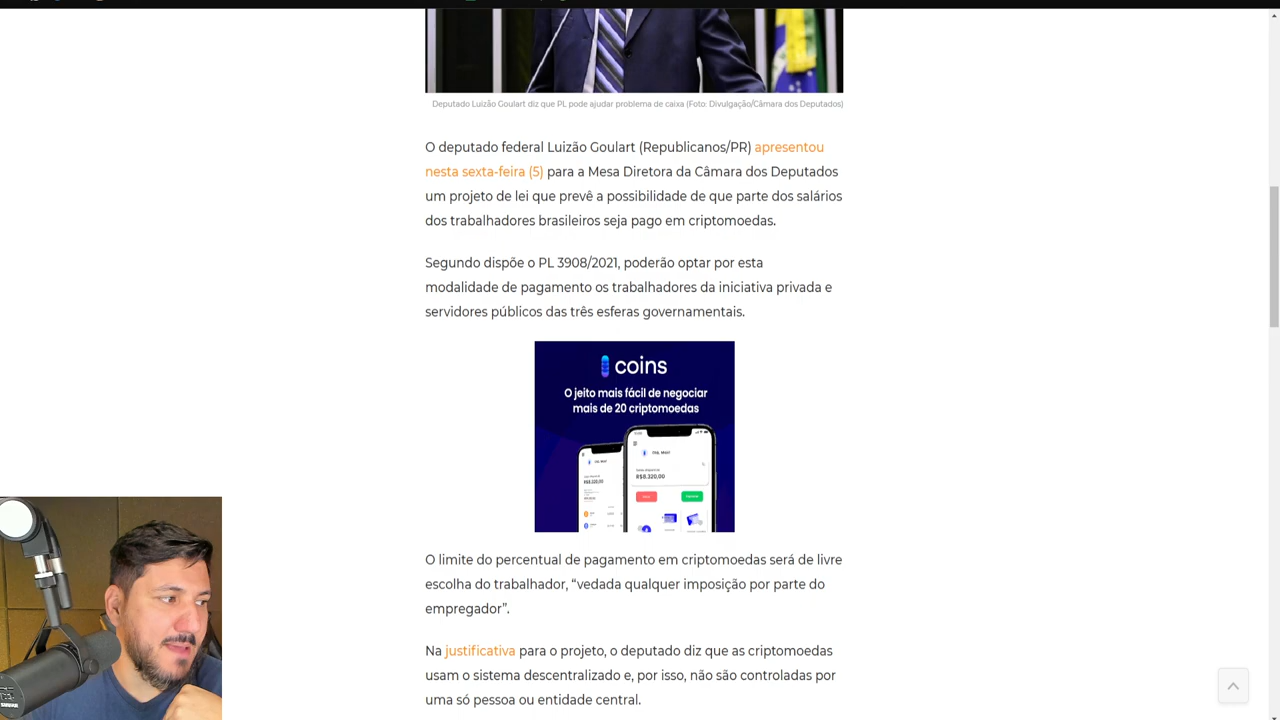 Deputado Luizão Goulart diz que PL pode ajudar problema de caixa (Foto: Divulgação/Câmara dos Deputados)
O deputado federal Luizão Goulart (Republicanos/PR) apresentou
nesta sexta-feira (5) para a Mesa Diretora da Câmara dos Deputados
um projeto de lei que prevê a possibilidade de que parte dos salários
dos trabalhadores brasileiros seja pago em criptomoedas.
Segundo dispõe o PL 3908/2021, poderão optar por esta
modalidade de pagamento os trabalhadores da iniciativa privada e
servidores públicos das três esferas governamentais.
coins
O jeito mais fácil de negociar
mais de 20 criptomoedas
R$8.320,00
O limite do percentual de pagamento em criptomoedas será de livre
escolha do trabalhador, “vedada qualquer imposição por parte do
empregador”.
Na justificativa para o projeto, o deputado diz que as criptomoedas
usam o sistema descentralizado e, por isso, não são controladas por
uma só pessoa ou entidade central.